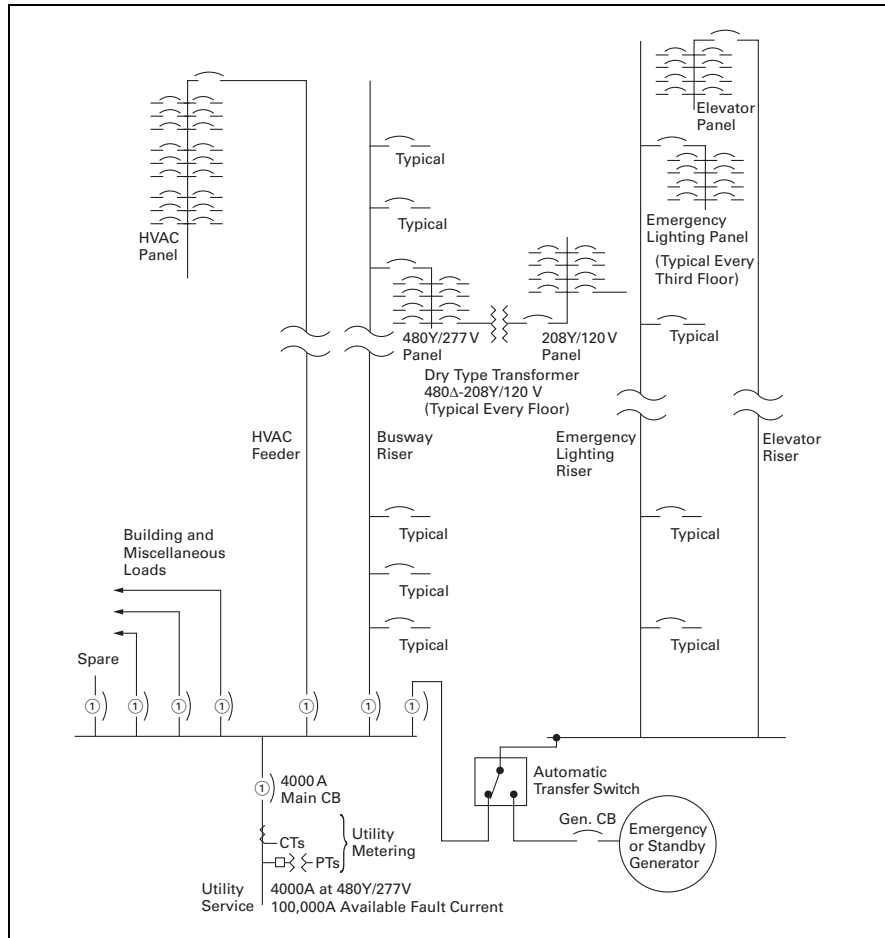 Elevator
Panel
Typical
Typical
HVAC
Panel
Emergency
Lighting Panel
(Typical Every
Third Floor)
480Y/277 V
Panel
208Y/120 V
Panel
Typical
Dry Type Transformer
480Δ-208Y/120 V
(Typical Every Floor)
HVAC
Feeder
Busway
Riser
Emergency
Lighting
Riser
Elevator
Riser
Building and
Miscellaneous
Loads
Typical
Typical
Typical
Typical
Typical
Spare
1
1
1
1
1
1
1
1
4000 A
Main CB
Automatic
Transfer Switch
CTs
PTs
Utility
Metering
Gen. CB
Emergency
or Standby
Generator
Utility
Service
4000A at 480Y/277V
100,000A Available Fault Current